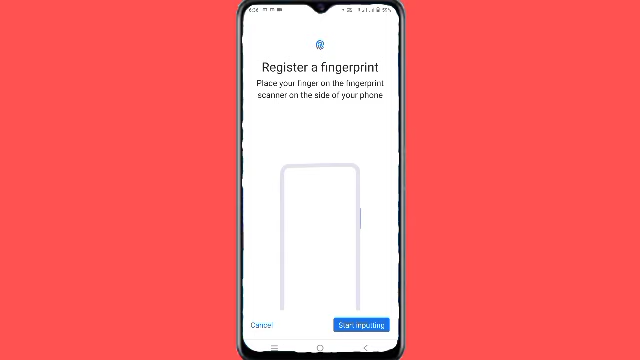 Register a fingerprint
Place your finger on the fingerprint
scanner on the side of your phone
Cancel
Start inputting